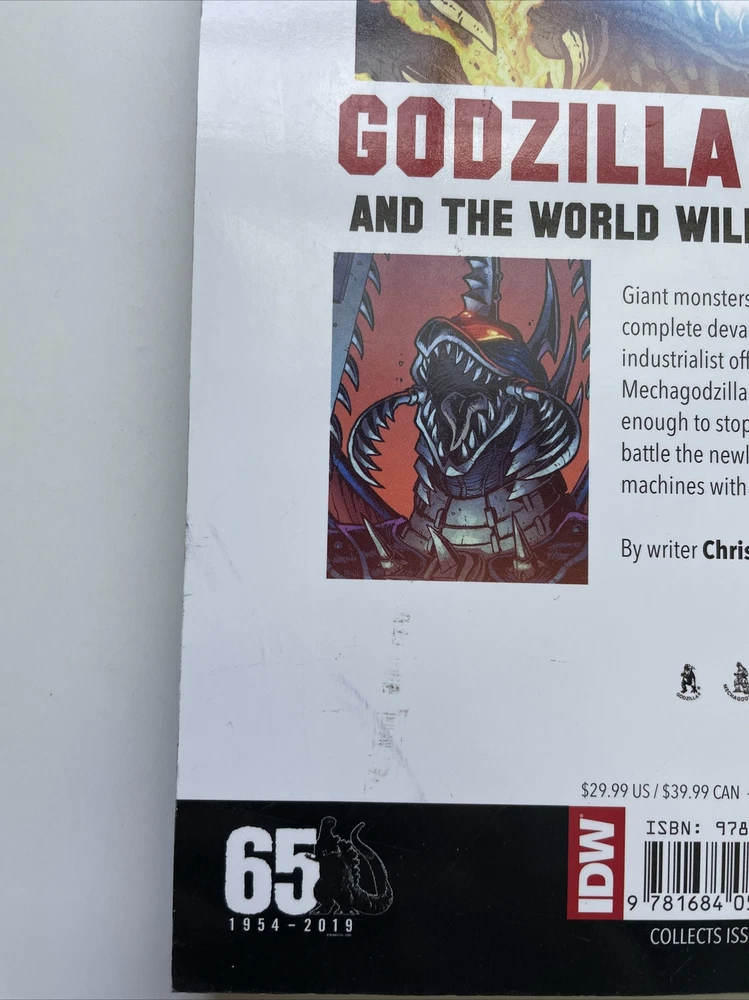 GODZILLA
AND THE WORLD WIL
Giant monsters
complete deva
industrialist off
Mechagodzilla
enough to stop
battle the newl
machines with
By writer Chris
GODZILLA
$29.99 US / $39.99 CAN
65
1954-2019
IDW
ISBN: 978
9 781684 05
COLLECTS ISS